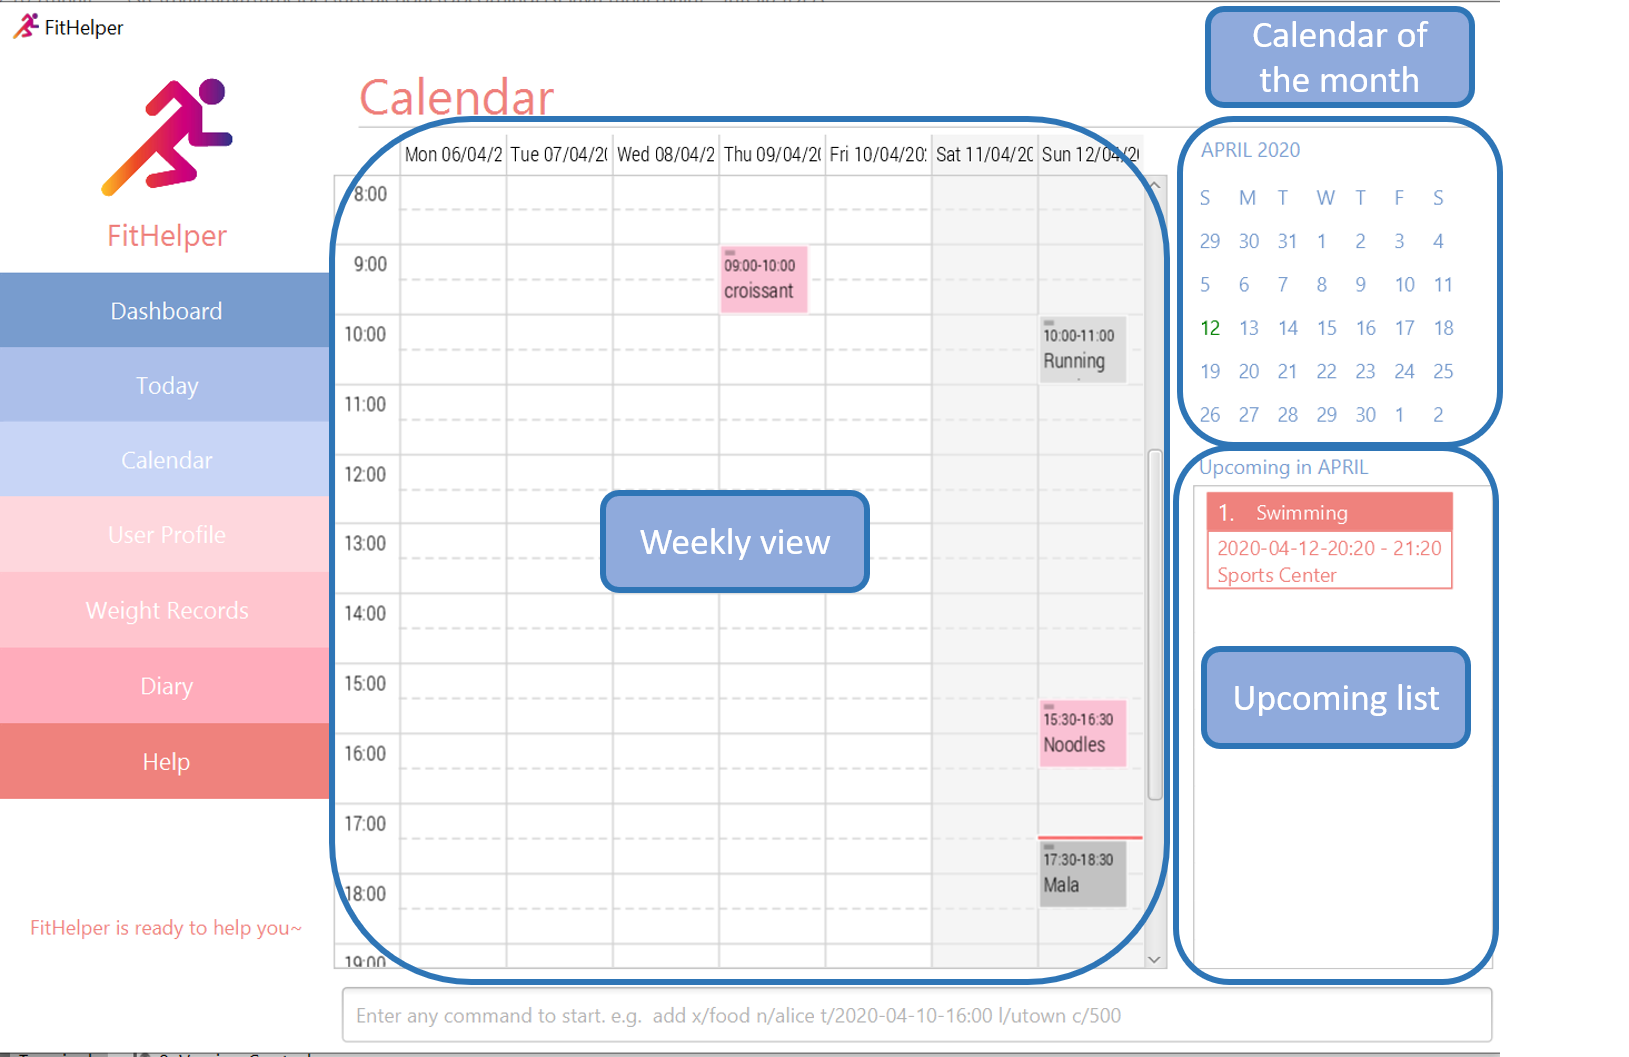 FitHelper
FitHelper
Dashboard
Today
Calendar
User Profile
Weight Records
Diary
Help
FitHelper is ready to help you~
Calendar
Mon 06/04/2 Tue 07/04/20 Wed 08/04/2 Thu 09/04/20 Fri 10/04/202 Sat 11/04/20 Sun 12/04/20
8:00
9:00
10:00
11:00
12:00
13:00
14:00
15:00
16:00
17:00
18:00
19:00
09:00-10:00
croissant
10:00-11:00
Running
15:30-16:30
Noodles
17:30-18:30
Mala
Weekly view
Calendar of
the month
APRIL 2020
S M T W T F S
29 30 31 1 2 3 4
5 6 7 8 9 10 11
12 13 14 15 16 17 18
19 20 21 22 23 24 25
26 27 28 29 30 1 2
Upcoming in APRIL
1. Swimming
2020-04-12-20:20 - 21:20
Sports Center
Upcoming list
Enter any command to start. e.g. add x/food n/alice t/2020-04-10-16:00 l/utown c/500